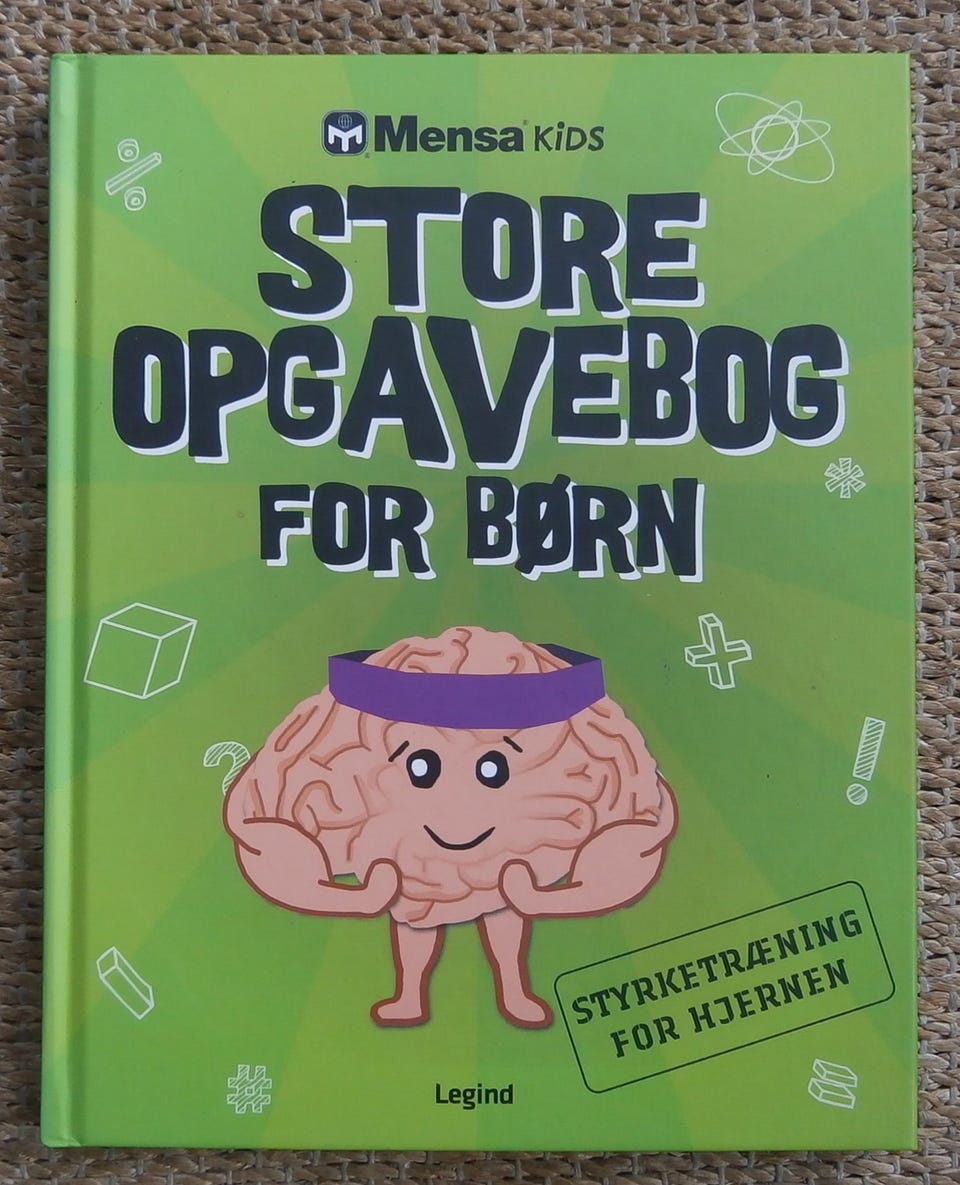 Mensa KiDS
STORE
OPGAVEBOG
FOR BØRN
STYRKETRÆNING
FOR HJERNEN
Legind